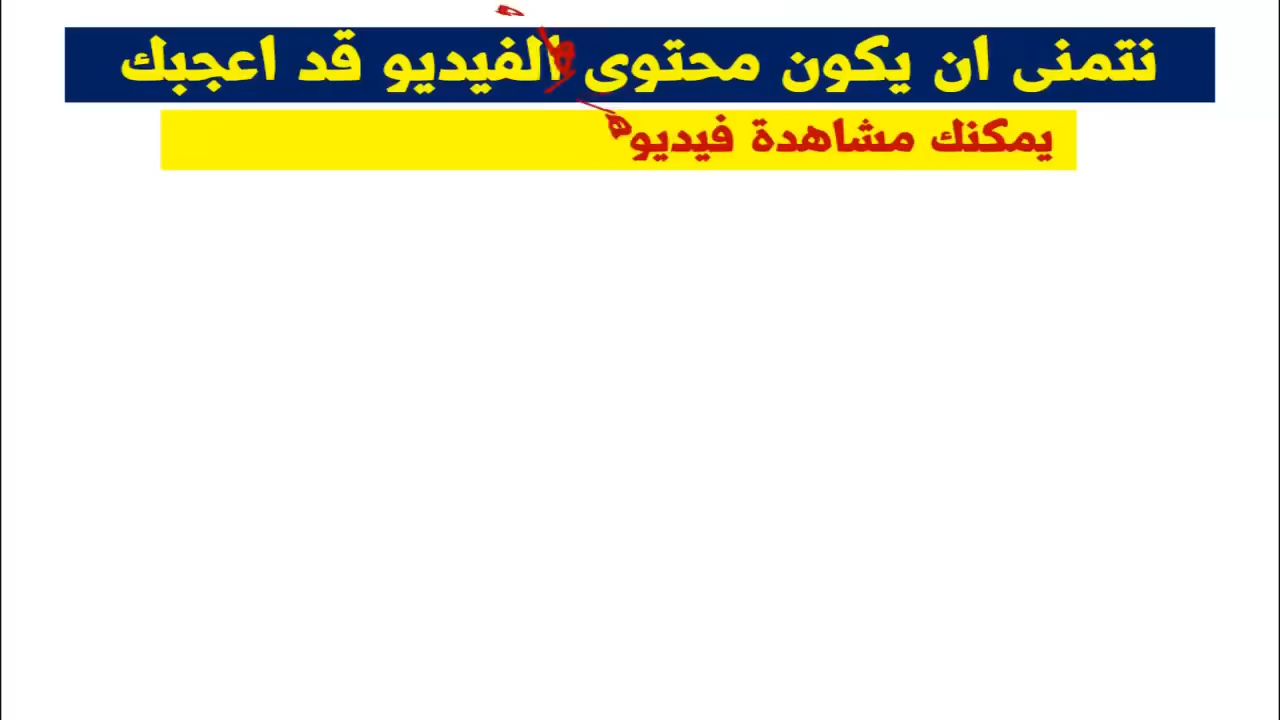 نتمنى ان يكون محتوى الفيديو قد اعجبك
يمكنك مشاهدة فيديو